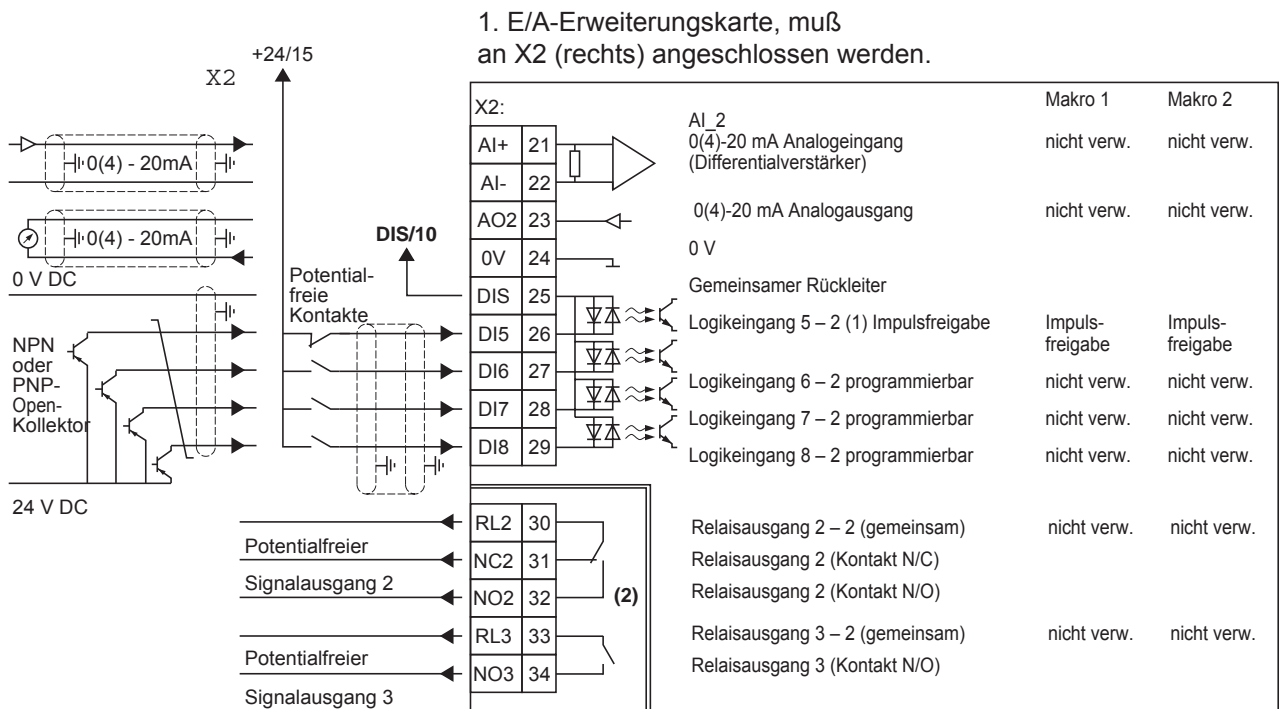 1. E/A-Erweiterungskarte, muß
an X2 (rechts) angeschlossen werden.
+24/15
X2
X2:
Makro 1 Makro 2
AI_2
AI+ 21 0(4)-20 mA Analogeingang nicht verw. nicht verw.
(Differentialverstärker)
0(4) - 20mA
AI- 22
AO2 23 0(4)-20 mA Analogausgang nicht verw. nicht verw.
0(4) - 20mA
DIS/10
0V 24 0 V
0 V DC
Potential-
freie
Kontakte
DIS 25 Gemeinsamer Rückleiter
DI5 26 Logikeingang 5 – 2 (1) Impulsfreigabe Impuls- Impuls-
freigabe freigabe
NPN
oder
PNP-
Open-
Kollektor
DI6 27 Logikeingang 6 – 2 programmierbar nicht verw. nicht verw.
DI7 28 Logikeingang 7 – 2 programmierbar nicht verw. nicht verw.
DI8 29 Logikeingang 8 – 2 programmierbar nicht verw. nicht verw.
24 V DC
RL2 30 Relaisausgang 2 – 2 (gemeinsam) nicht verw. nicht verw.
Potentialfreier
NC2 31 Relaisausgang 2 (Kontakt N/C)
Signalausgang 2
NO2 32 (2) Relaisausgang 2 (Kontakt N/O)
RL3 33 Relaisausgang 3 – 2 (gemeinsam) nicht verw. nicht verw.
Potentialfreier
NO3 34 Relaisausgang 3 (Kontakt N/O)
Signalausgang 3